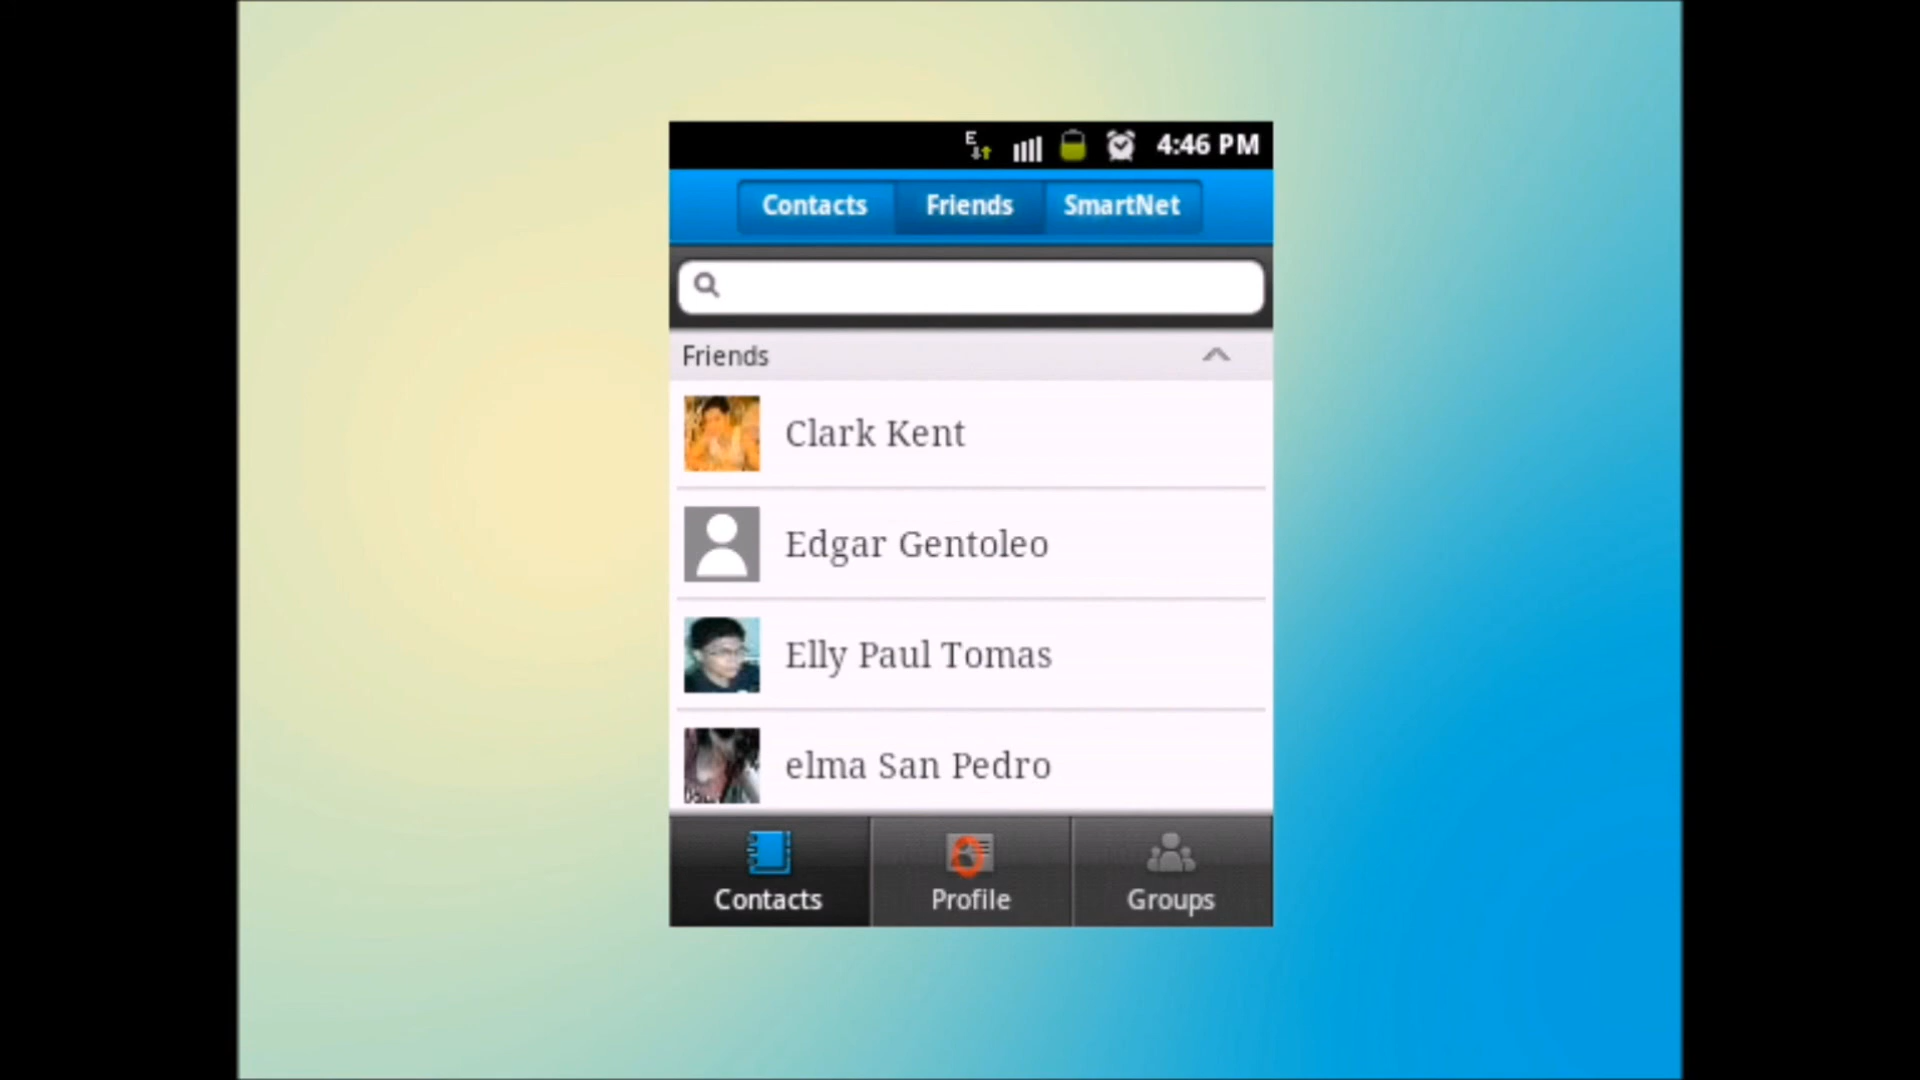 E
4:46 PM
Contacts Friends SmartNet
Friends
Clark Kent
Edgar Gentoleo
Elly Paul Tomas
elma San Pedro
Contacts Profile Groups